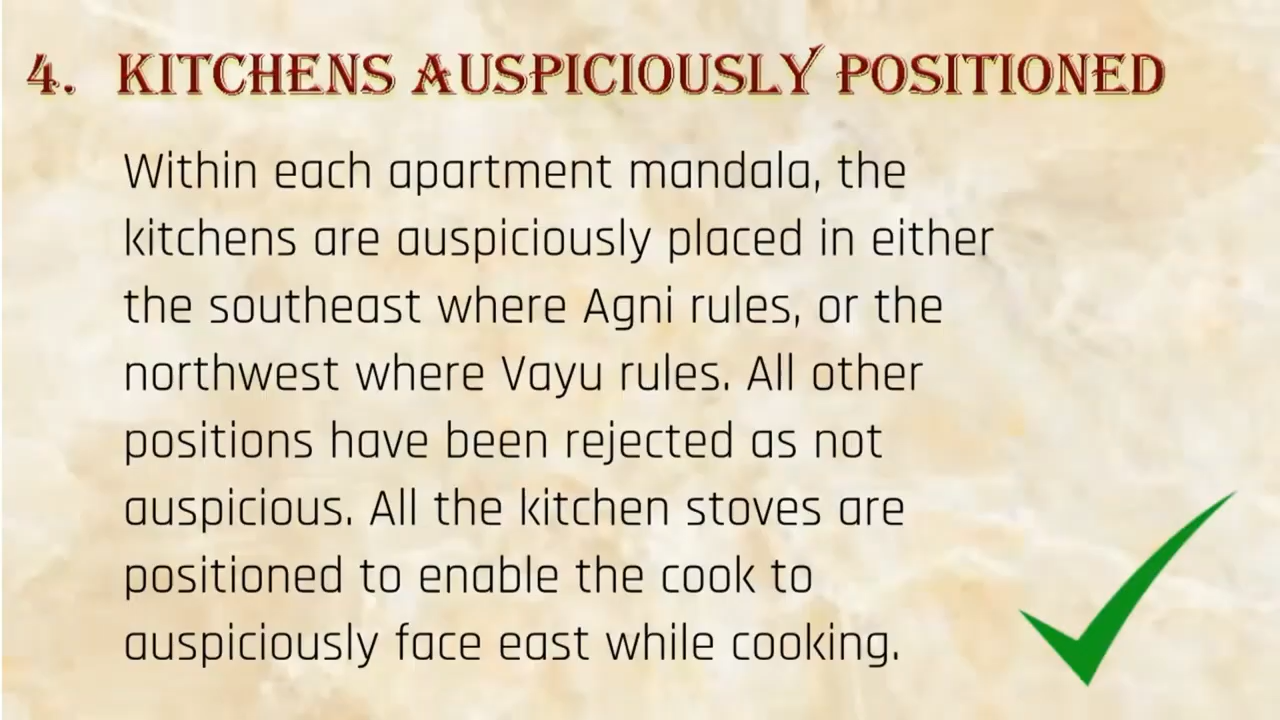 4. KITCHENS AUSPICIOUSLY POSITIONED
Within each apartment mandala, the
kitchens are auspiciously placed in either
the southeast where Agni rules, or the
northwest where Vayu rules. All other
positions have been rejected as not
auspicious. All the kitchen stoves are
positioned to enable the cook to
auspiciously face east while cooking.